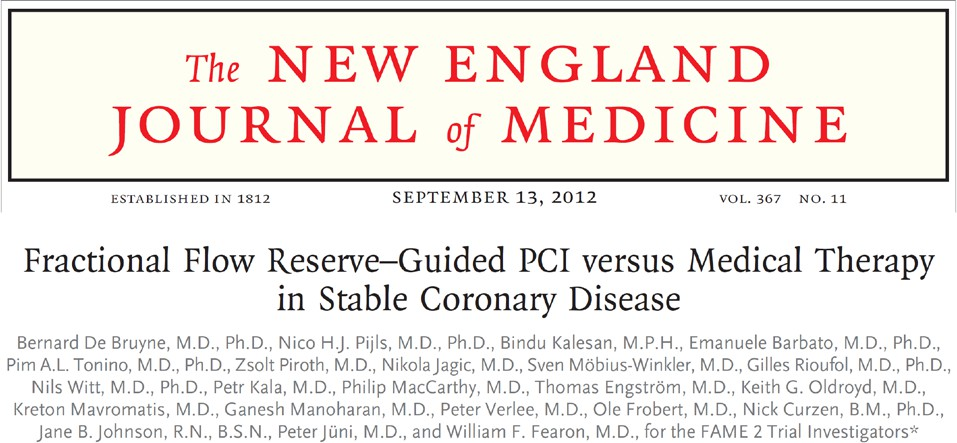 The NEW ENGLAND
JOURNAL of MEDICINE
ESTABLISHED IN 1812 SEPTEMBER 13, 2012 VOL. 367 NO. 11
Fractional Flow Reserve–Guided PCI versus Medical Therapy
in Stable Coronary Disease
Bernard De Bruyne, M.D., Ph.D., Nico H.J. Pijls, M.D., Ph.D., Bindu Kalesan, M.P.H., Emanuele Barbato, M.D., Ph.D.,
Pim A.L. Tonino, M.D., Ph.D., Zsolt Piroth, M.D., Nikola Jagic, M.D., Sven Möbius-Winkler, M.D., Gilles Rioufol, M.D., Ph.D.,
Nils Witt, M.D., Ph.D., Petr Kala, M.D., Philip MacCarthy, M.D., Thomas Engström, M.D., Keith G. Oldroyd, M.D.,
Kreton Mavromatis, M.D., Ganesh Manoharan, M.D., Peter Verlee, M.D., Ole Frobert, M.D., Nick Curzen, B.M., Ph.D.,
Jane B. Johnson, R.N., B.S.N., Peter Jüni, M.D., and William F. Fearon, M.D., for the FAME 2 Trial Investigators*